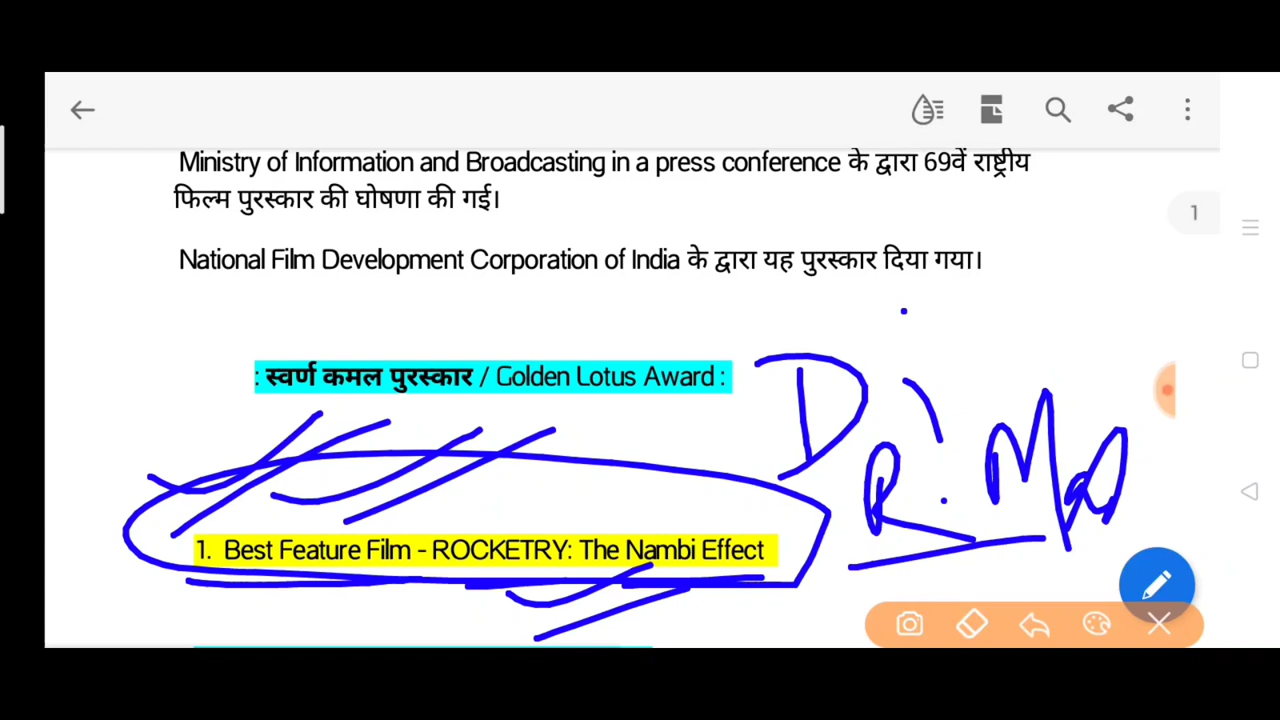 Ministry of Information and Broadcasting in a press conference के द्वारा 69वें राष्ट्रीय
फिल्म पुरस्कार की घोषणा की गई।
1
National Film Development Corporation of India के द्वारा यह पुरस्कार दिया गया।
: स्वर्ण कमल पुरस्कार / Golden Lotus Award :
1. Best Feature Film - ROCKETRY: The Nambi Effect